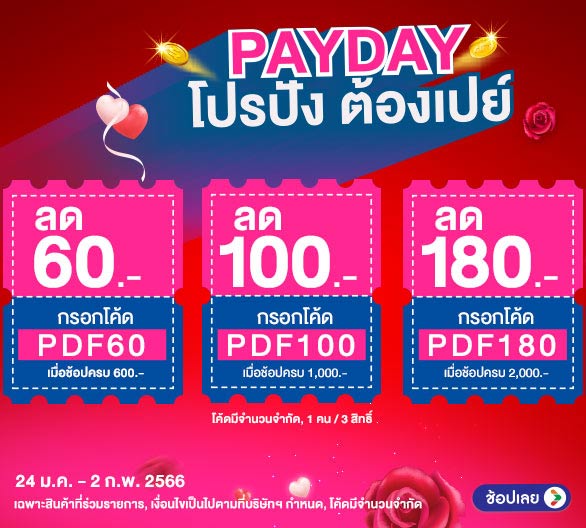 PAYDAY
โปรปัง ต้องเปย์
ลด
60.-
กรอกโค้ด
PDF60
เมื่อช้อปครบ 600.-
ลด
100.-
กรอกโค้ด
PDF100
เมื่อช้อปครบ 1,000.-
ลด
180.-
กรอกโค้ด
PDF180
เมื่อช้อปครบ 2,000.-
โค้ดมีจำนวนจำกัด, 1 คน / 3 สิทธิ์
24 ม.ค. – 2 ก.พ. 2566
เฉพาะสินค้าที่ร่วมรายการ, เงื่อนไขเป็นไปตามที่บริษัทฯ กำหนด, โค้ดมีจำนวนจำกัด
ช้อปเลย